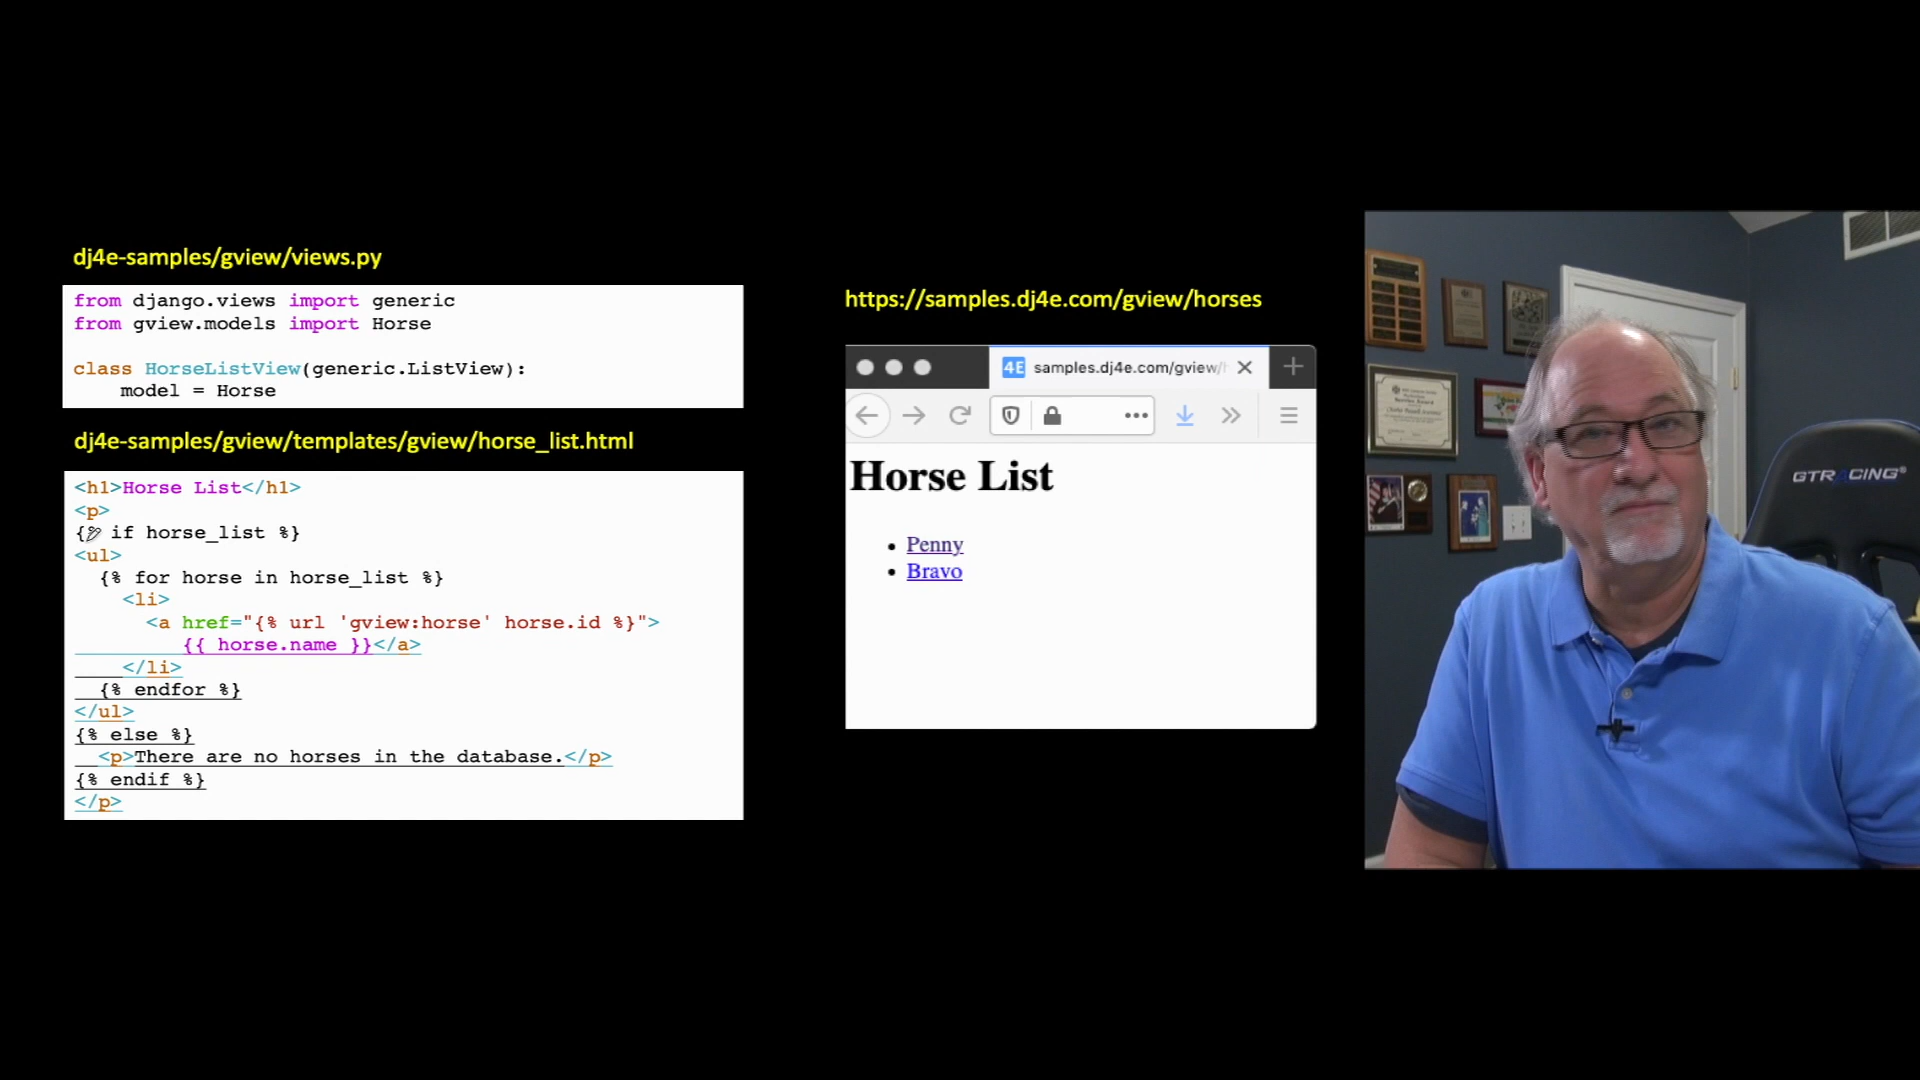 dj4e-samples/gview/views.py
from django.views import generic
from gview.models import Horse
class HorseListView(generic.ListView):
    model = Horse
dj4e-samples/gview/templates/gview/horse_list.html
<h1>Horse List</h1>
<p>
{% if horse_list %}
<ul>
  {% for horse in horse_list %}
    <li>
      <a href="{% url 'gview:horse' horse.id %}">
         {{ horse.name }}</a>
    </li>
  {% endfor %}
</ul>
{% else %}
  <p>There are no horses in the database.</p>
{% endif %}
</p>
https://samples.dj4e.com/gview/horses
4E samples.dj4e.com/gview/h
Horse List
• Penny
• Bravo
GTRACING®